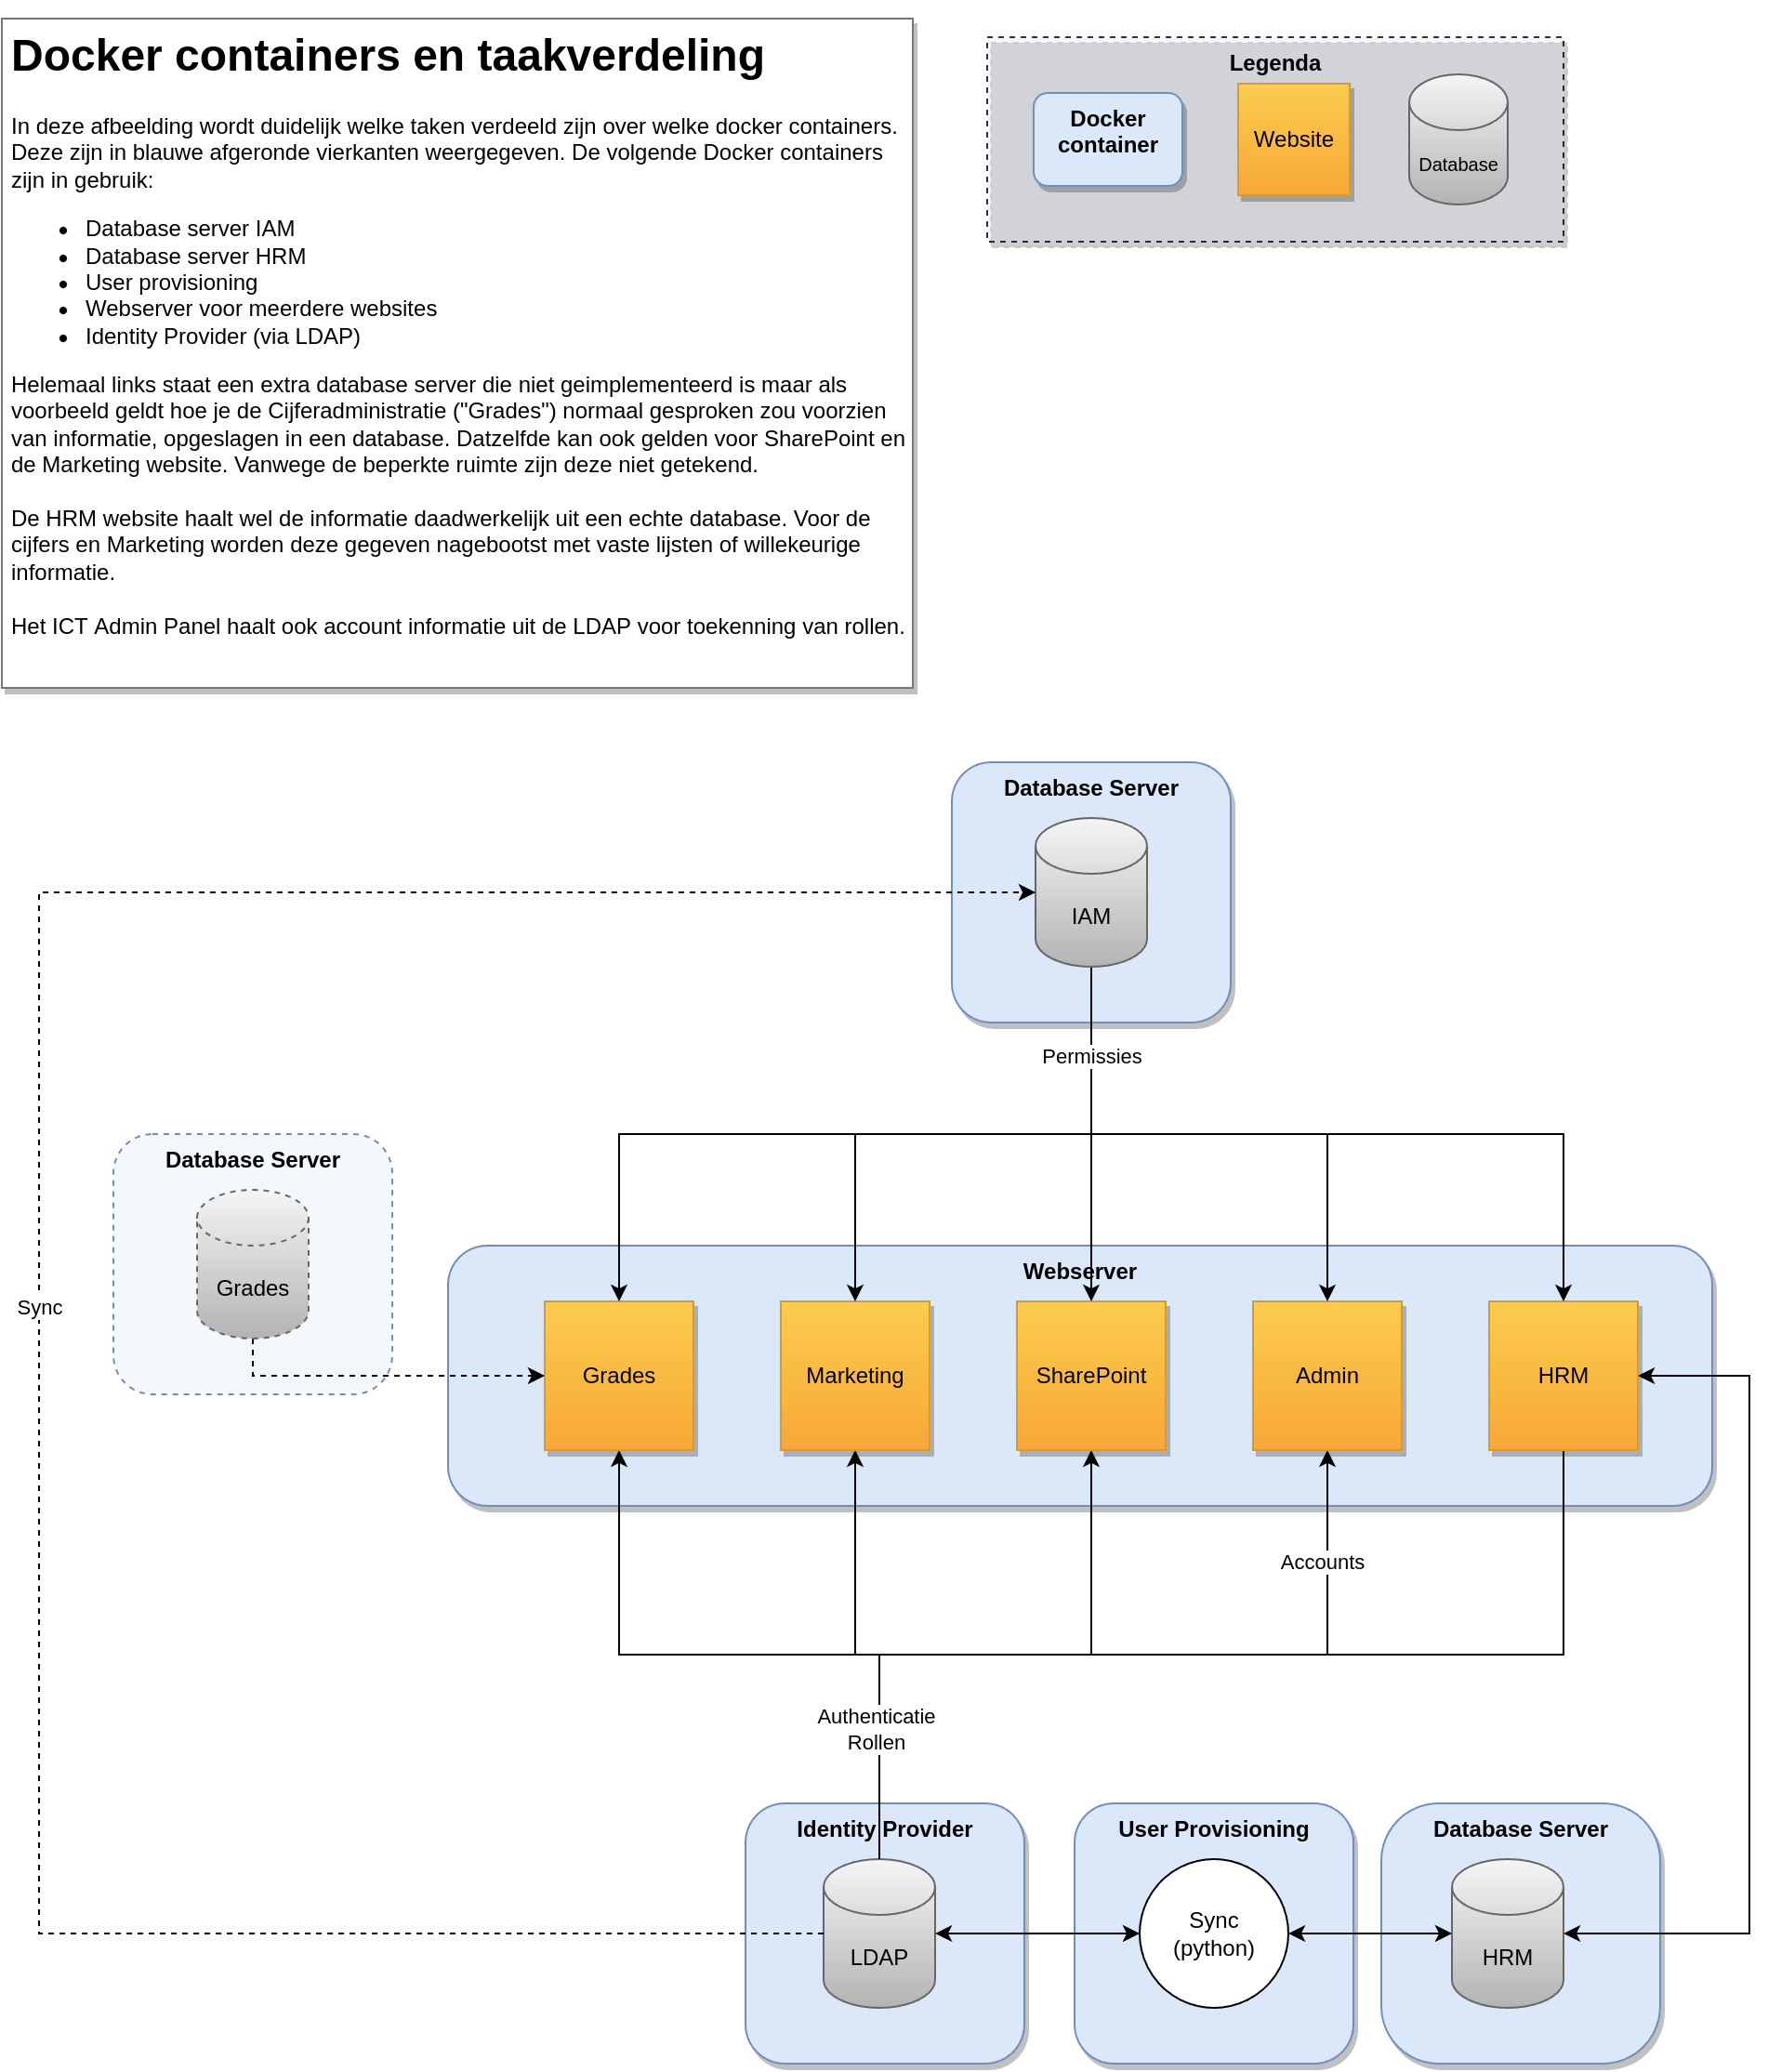 Docker containers en taakverdeling
In deze afbeelding wordt duidelijk welke taken verdeeld zijn over welke docker containers.
Deze zijn in blauwe afgeronde vierkanten weergegeven. De volgende Docker containers
zijn in gebruik:
Database server IAM
Database server HRM
User provisioning
Webserver voor meerdere websites
Identity Provider (via LDAP)
Helemaal links staat een extra database server die niet geimplementeerd is maar als
voorbeeld geldt hoe je de Cijferadministratie ("Grades") normaal gesproken zou voorzien
van informatie, opgeslagen in een database. Datzelfde kan ook gelden voor SharePoint en
de Marketing website. Vanwege de beperkte ruimte zijn deze niet getekend.
De HRM website haalt wel de informatie daadwerkelijk uit een echte database. Voor de
cijfers en Marketing worden deze gegeven nagebootst met vaste lijsten of willekeurige
informatie.
Het ICT Admin Panel haalt ook account informatie uit de LDAP voor toekenning van rollen.
Legenda
Docker
container
Website
Database
Database Server
IAM
Permissies
Database Server
Grades
Sync
Webserver
Grades
Marketing
SharePoint
Admin
HRM
Accounts
Authenticatie
Rollen
Identity Provider
LDAP
User Provisioning
Sync
(python)
Database Server
HRM